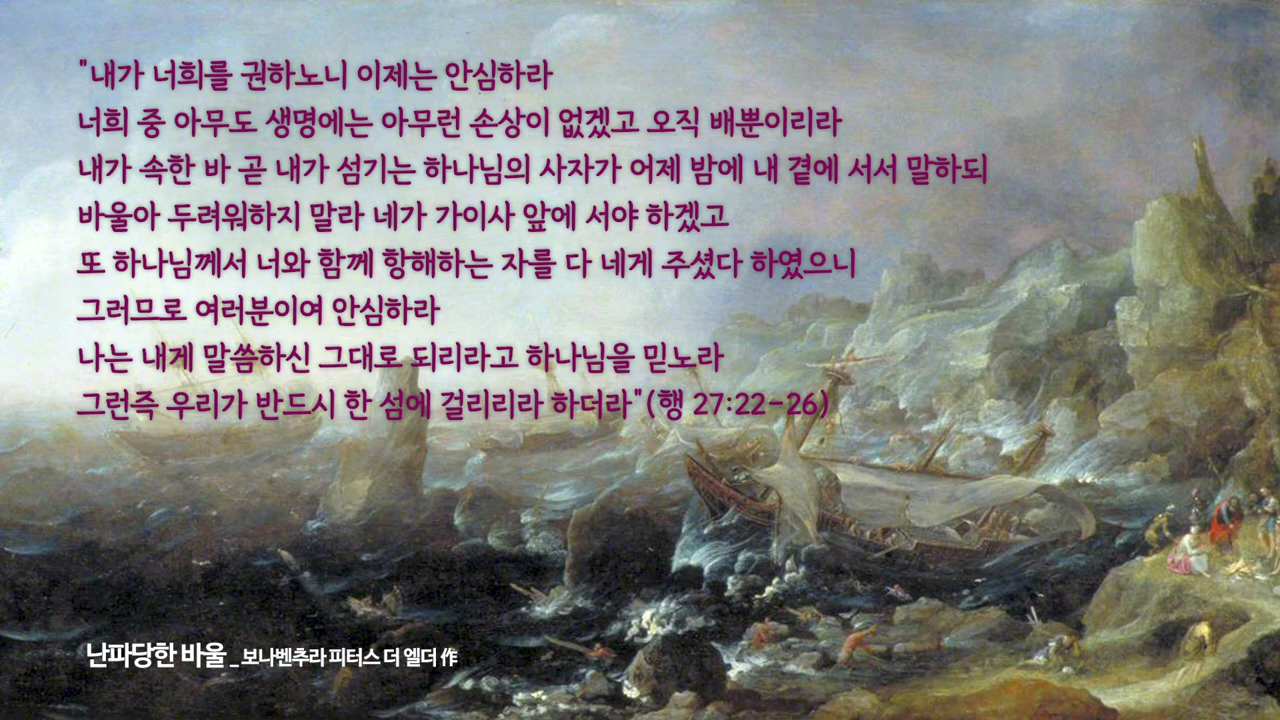 "내가 너희를 권하노니 이제는 안심하라
너희 중 아무도 생명에는 아무런 손상이 없겠고 오직 배뿐이리라
내가 속한 바 곧 내가 섬기는 하나님의 사자가 어제 밤에 내 곁에 서서 말하되
바울아 두려워하지 말라 네가 가이사 앞에 서야 하겠고
또 하나님께서 너와 함께 항해하는 자를 다 네게 주셨다 하였으니
그러므로 여러분이여 안심하라
나는 내게 말씀하신 그대로 되리라고 하나님을 믿노라
그런즉 우리가 반드시 한 섬에 걸리리라 하더라"(행 27:22-26)
난파당한 바울 _ 보나벤추라 피터스 더 엘더 作